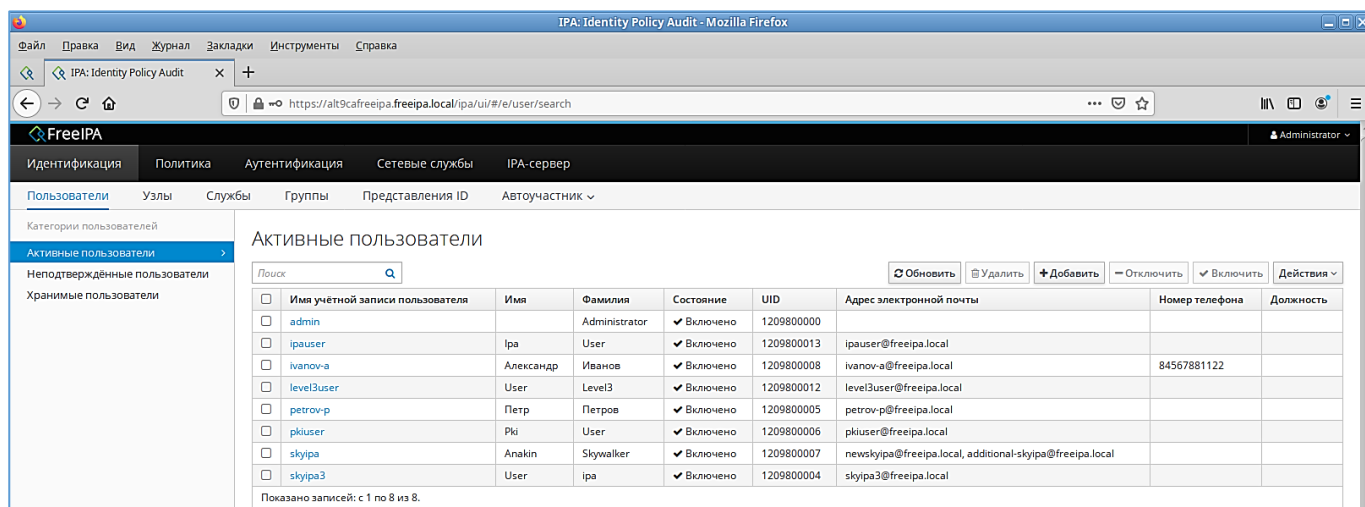 IPA: Identity Policy Audit - Mozilla Firefox
Файл Правка Вид Журнал Закладки Инструменты Справка
IPA: Identity Policy Audit
https://alt9cafreeipa.freeipa.local/ipa/ui/#/e/user/search
FreeIPA Administrator
Идентификация Политика Аутентификация Сетевые службы IPA-сервер
Пользователи Узлы Службы Группы Представления ID Автоучастник
Категории пользователей
Активные пользователи
Неподтверждённые пользователи
Хранимые пользователи
Активные пользователи
Поиск Обновить Удалить Добавить Отключить Включить Действия
Имя учётной записи пользователя Имя Фамилия Состояние UID Адрес электронной почты Номер телефона Должность
admin Administrator Включено 1209800000
ipauser Ipa User Включено 1209800013 ipauser@freeipa.local
ivanov-a Александр Иванов Включено 1209800008 ivanov-a@freeipa.local 84567881122
level3user User Level3 Включено 1209800012 level3user@freeipa.local
petrov-p Петр Петров Включено 1209800005 petrov-p@freeipa.local
pkiuser Pki User Включено 1209800006 pkiuser@freeipa.local
skyipa Anakin Skywalker Включено 1209800007 newskyipa@freeipa.local, additional-skyipa@freeipa.local
skyipa3 User ipa Включено 1209800004 skyipa3@freeipa.local
Показано записей: с 1 по 8 из 8.